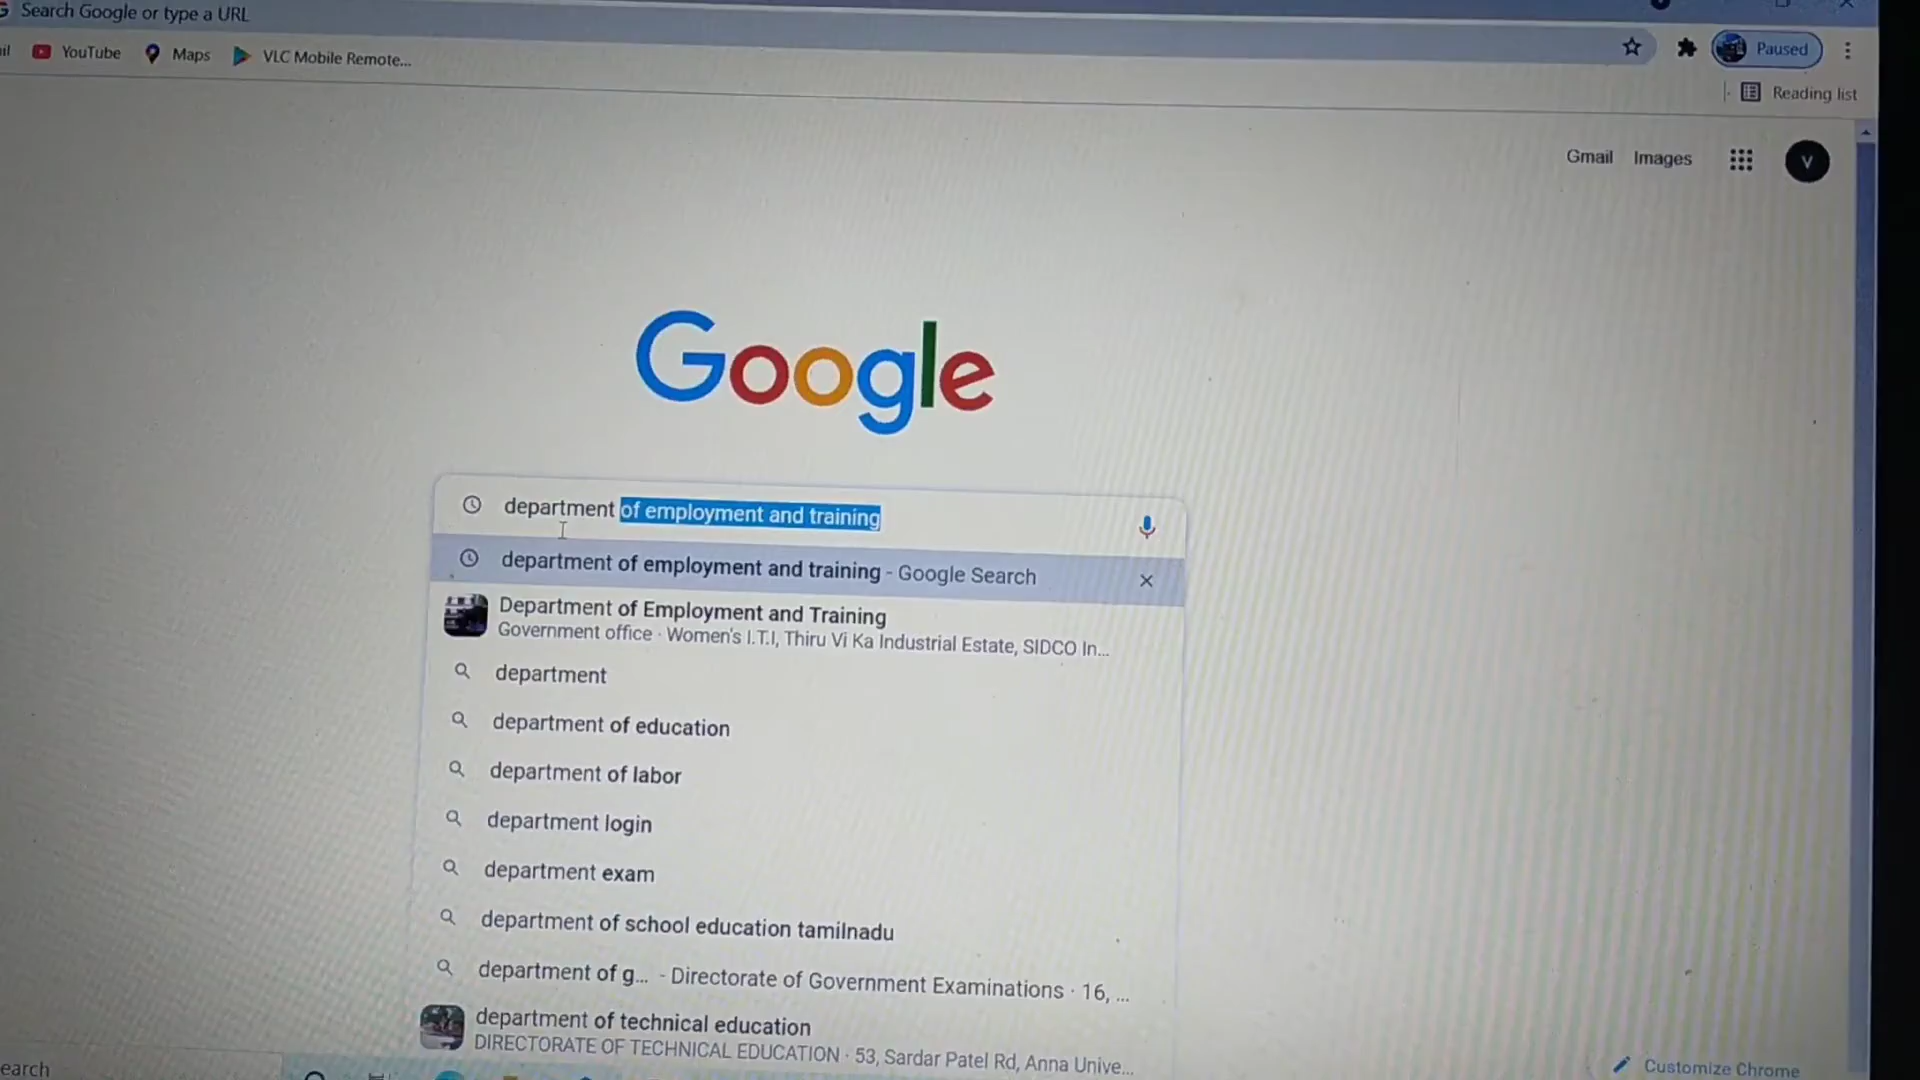 Search Google or type a URL
YouTube
Maps
VLC Mobile Remote...
Paused
Reading list
Gmail
Images
V
Google
department of employment and training
department of employment and training - Google Search
Department of Employment and Training
Government office · Women's I.T.I, Thiru Vi Ka Industrial Estate, SIDCO In...
department
department of education
department of labor
department login
department exam
department of school education tamilnadu
department of g... - Directorate of Government Examinations · 16, ...
department of technical education
DIRECTORATE OF TECHNICAL EDUCATION · 53, Sardar Patel Rd, Anna Unive...
Customize Chrome
earch